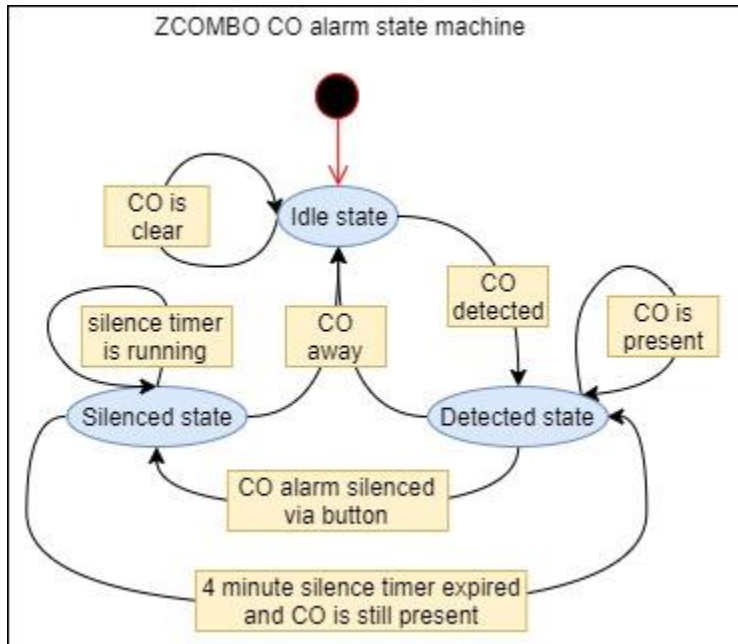 ZCOMBO CO alarm state machine
CO is
clear
Idle state
CO
detected
CO is
present
silence timer
is running
CO
away
Silenced state
Detected state
CO alarm silenced
via button
4 minute silence timer expired
and CO is still present